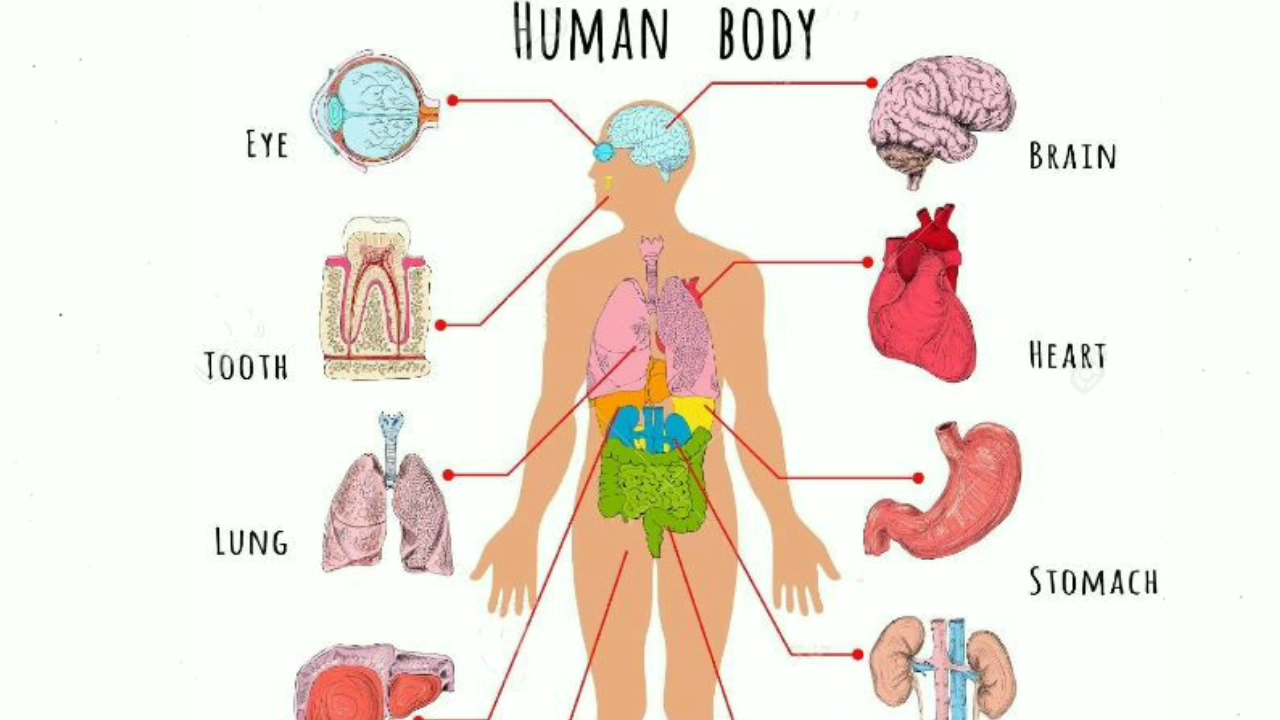 HUMAN BODY
EYE
BRAIN
TOOTH
HEART
LUNG
STOMACH